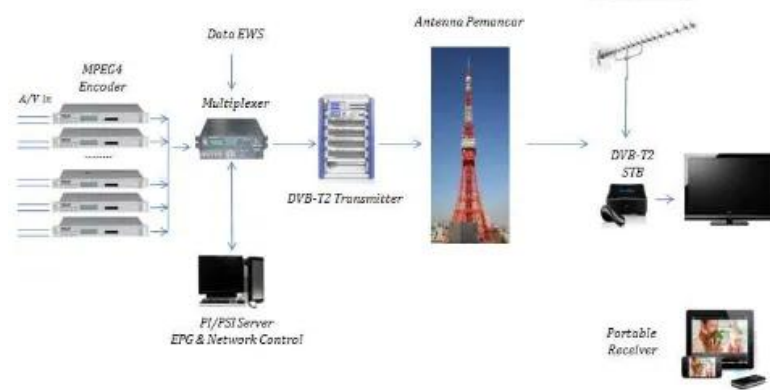 Data EWS
Antenna Pemancar
MPEG4
Encoder
A/V in
Multiplexer
DVB-T2
STB
DVB-T2 Transmitter
PI/PSI Server
EPG & Network Control
Portable
Receiver